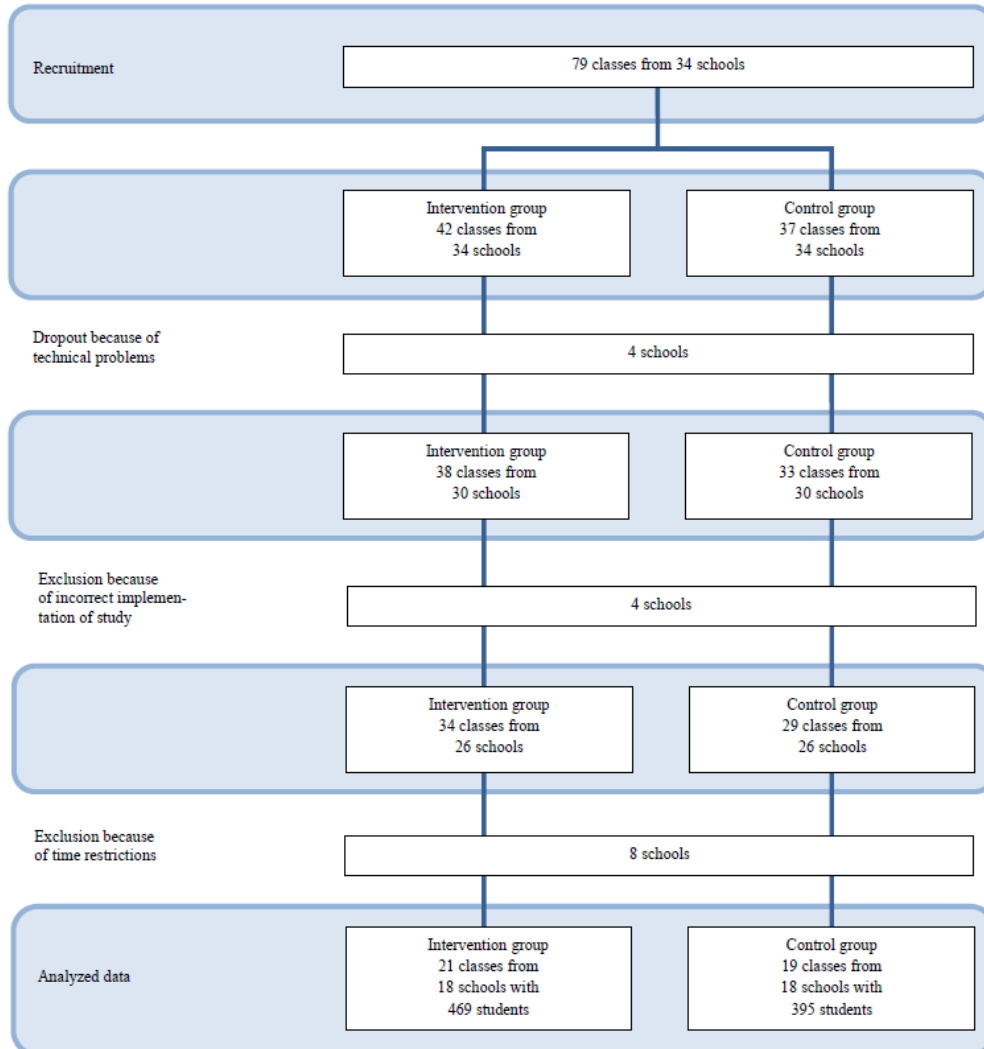 Recruitment
79 classes from 34 schools
Intervention group
42 classes from
34 schools
Control group
37 classes from
34 schools
Dropout because of
technical problems
4 schools
Intervention group
38 classes from
30 schools
Control group
33 classes from
30 schools
Exclusion because
of incorrect implemen-
tation of study
4 schools
Intervention group
34 classes from
26 schools
Control group
29 classes from
26 schools
Exclusion because
of time restrictions
8 schools
Analyzed data
Intervention group
21 classes from
18 schools with
469 students
Control group
19 classes from
18 schools with
395 students